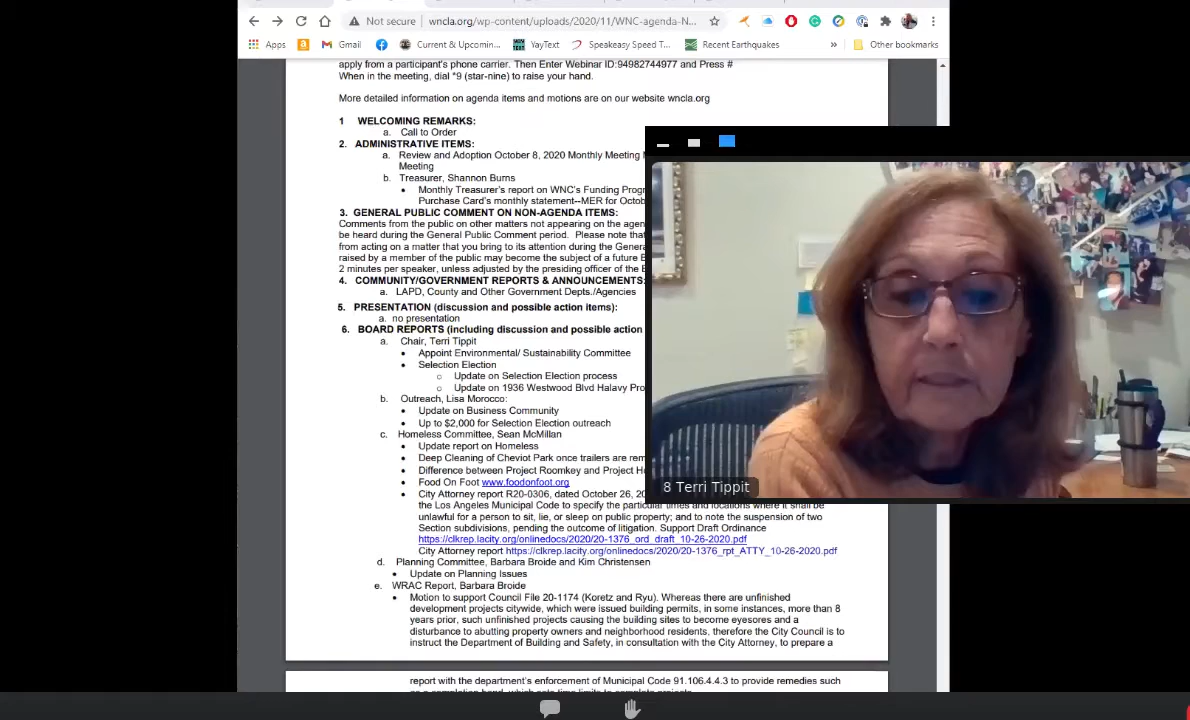 Not secure | wncla.org/wp-content/uploads/2020/11/WNC-agenda-N...
Apps Gmail Current & Upcomin... YayText Speakeasy Speed T... Recent Earthquakes » Other bookmarks
apply from a participant's phone carrier. Then Enter Webinar ID:94982744977 and Press #
When in the meeting, dial *9 (star-nine) to raise your hand.
More detailed information on agenda items and motions are on our website wncla.org
1 WELCOMING REMARKS:
a. Call to Order
2. ADMINISTRATIVE ITEMS:
a. Review and Adoption October 8, 2020 Monthly Meeting
Meeting
b. Treasurer, Shannon Burns
• Monthly Treasurer's report on WNC's Funding
Purchase Card's monthly statement--MER for
3. GENERAL PUBLIC COMMENT ON NON-AGENDA ITEMS:
Comments from the public on other matters not appearing on the
be heard during the General Public Comment period. Please note that
from acting on a matter that you bring to its attention during the
raised by a member of the public may become the subject of a future
2 minutes per speaker, unless adjusted by the presiding officer of the
4. COMMUNITY/GOVERNMENT REPORTS & ANNOUNCEMENTS:
a. LAPD, County and Other Government Depts./Agencies
5. PRESENTATION (discussion and possible action items):
a. no presentation
6. BOARD REPORTS (including discussion and possible action
a. Chair, Terri Tippit
• Appoint Environmental/ Sustainability Committee
• Selection Election
○ Update on Selection Election process
○ Update on 1936 Westwood Blvd Halavy
b. Outreach, Lisa Morocco:
• Update on Business Community
• Up to $2,000 for Selection Election outreach
c. Homeless Committee, Sean McMillan
• Update report on Homeless
• Deep Cleaning of Cheviot Park once trailers are
• Difference between Project Roomkey and Project
• Food On Foot www.foodonfoot.org
• City Attorney report R20-0306, dated October 26,
the Los Angeles Municipal Code to specify the particular times and locations where it shall be
unlawful for a person to sit, lie, or sleep on public property; and to note the suspension of two
Section subdivisions, pending the outcome of litigation. Support Draft Ordinance
https://clkrep.lacity.org/onlinedocs/2020/20-1376_ord_draft_10-26-2020.pdf
City Attorney report https://clkrep.lacity.org/onlinedocs/2020/20-1376_rpt_ATTY_10-26-2020.pdf
d. Planning Committee, Barbara Broide and Kim Christensen
• Update on Planning Issues
e. WRAC Report, Barbara Broide
• Motion to support Council File 20-1174 (Koretz and Ryu). Whereas there are unfinished
development projects citywide, which were issued building permits, in some instances, more than 8
years prior, such unfinished projects causing the building sites to become eyesores and a
disturbance to abutting property owners and neighborhood residents, therefore the City Council is to
instruct the Department of Building and Safety, in consultation with the City Attorney, to prepare a
report with the department's enforcement of Municipal Code 91.106.4.4.3 to provide remedies such
8 Terri Tippit